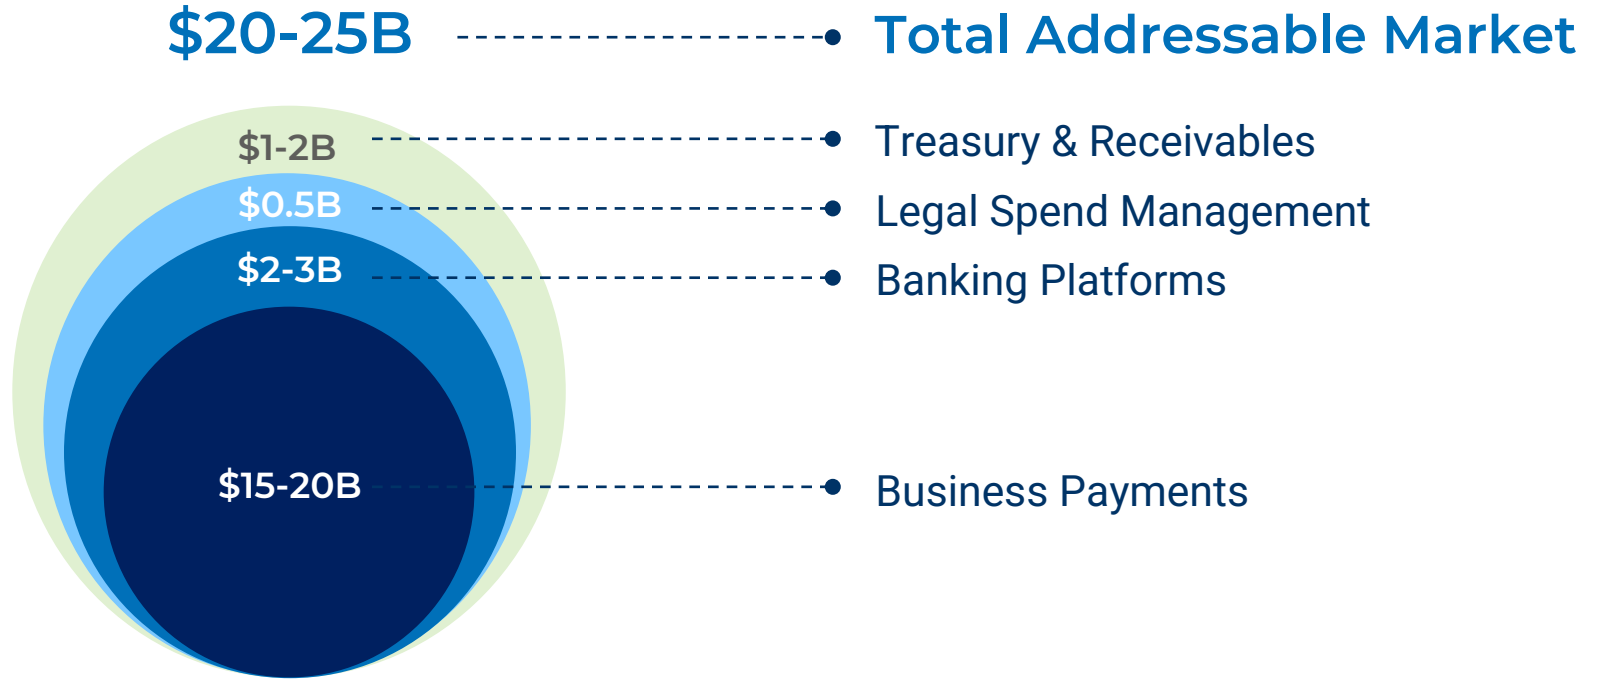 $20-25B Total Addressable Market
$1-2B Treasury & Receivables
$0.5B Legal Spend Management
$2-3B Banking Platforms
$15-20B Business Payments